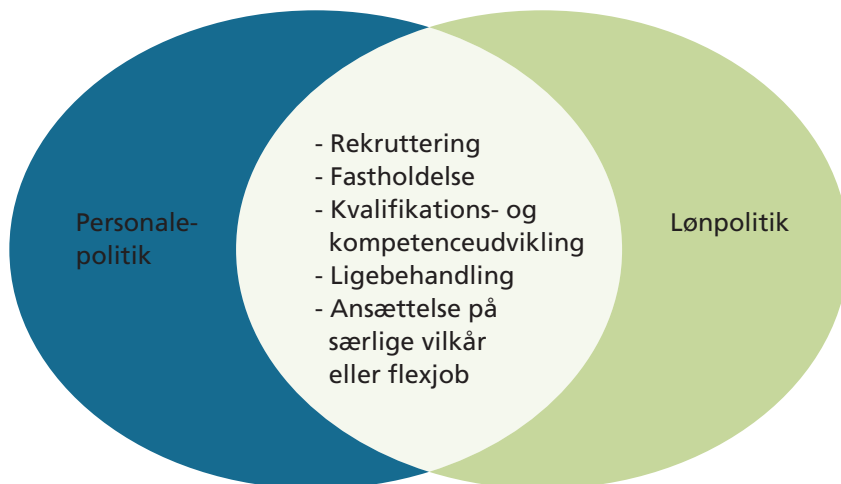 Personale-
politik
- Rekruttering
- Fastholdelse
- Kvalifikations- og
kompetenceudvikling
- Ligebehandling
- Ansættelse på
særlige vilkår
eller flexjob
Lønpolitik